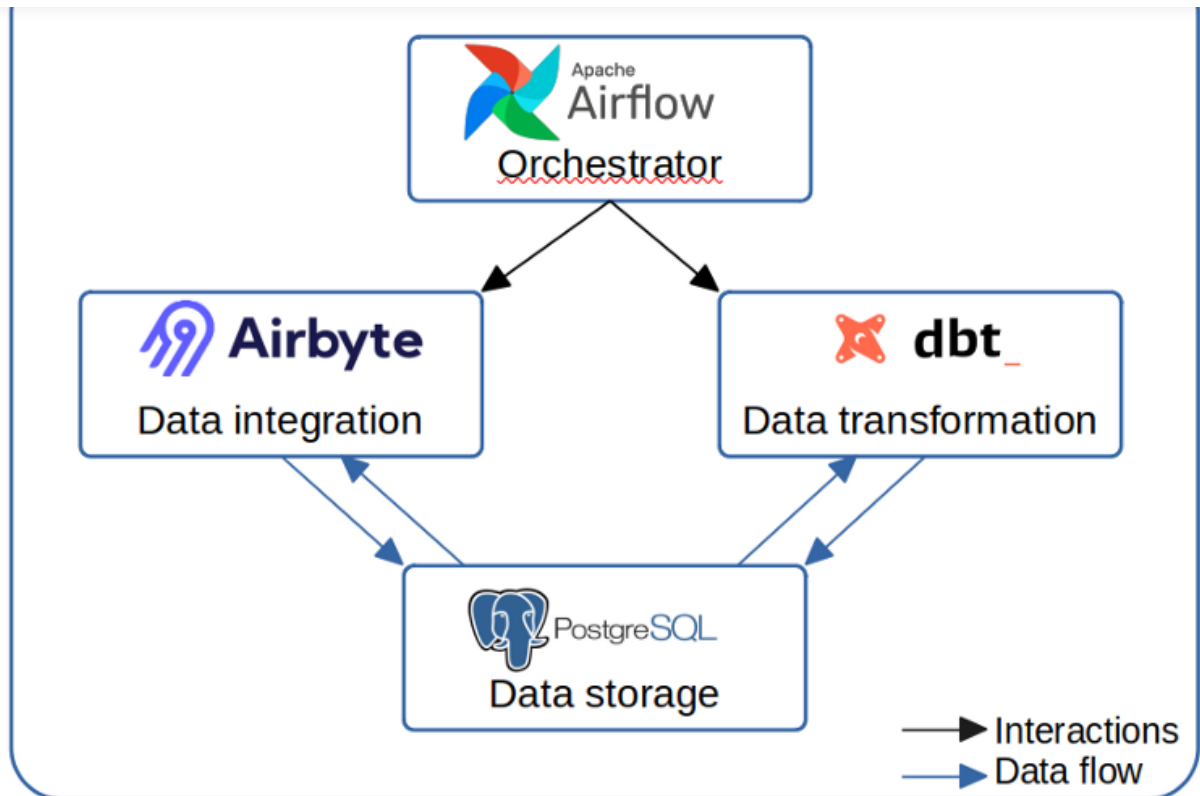 Apache
Airflow
Orchestrator
Airbyte
Data integration
dbt_
Data transformation
PostgreSQL
Data storage
Interactions
Data flow